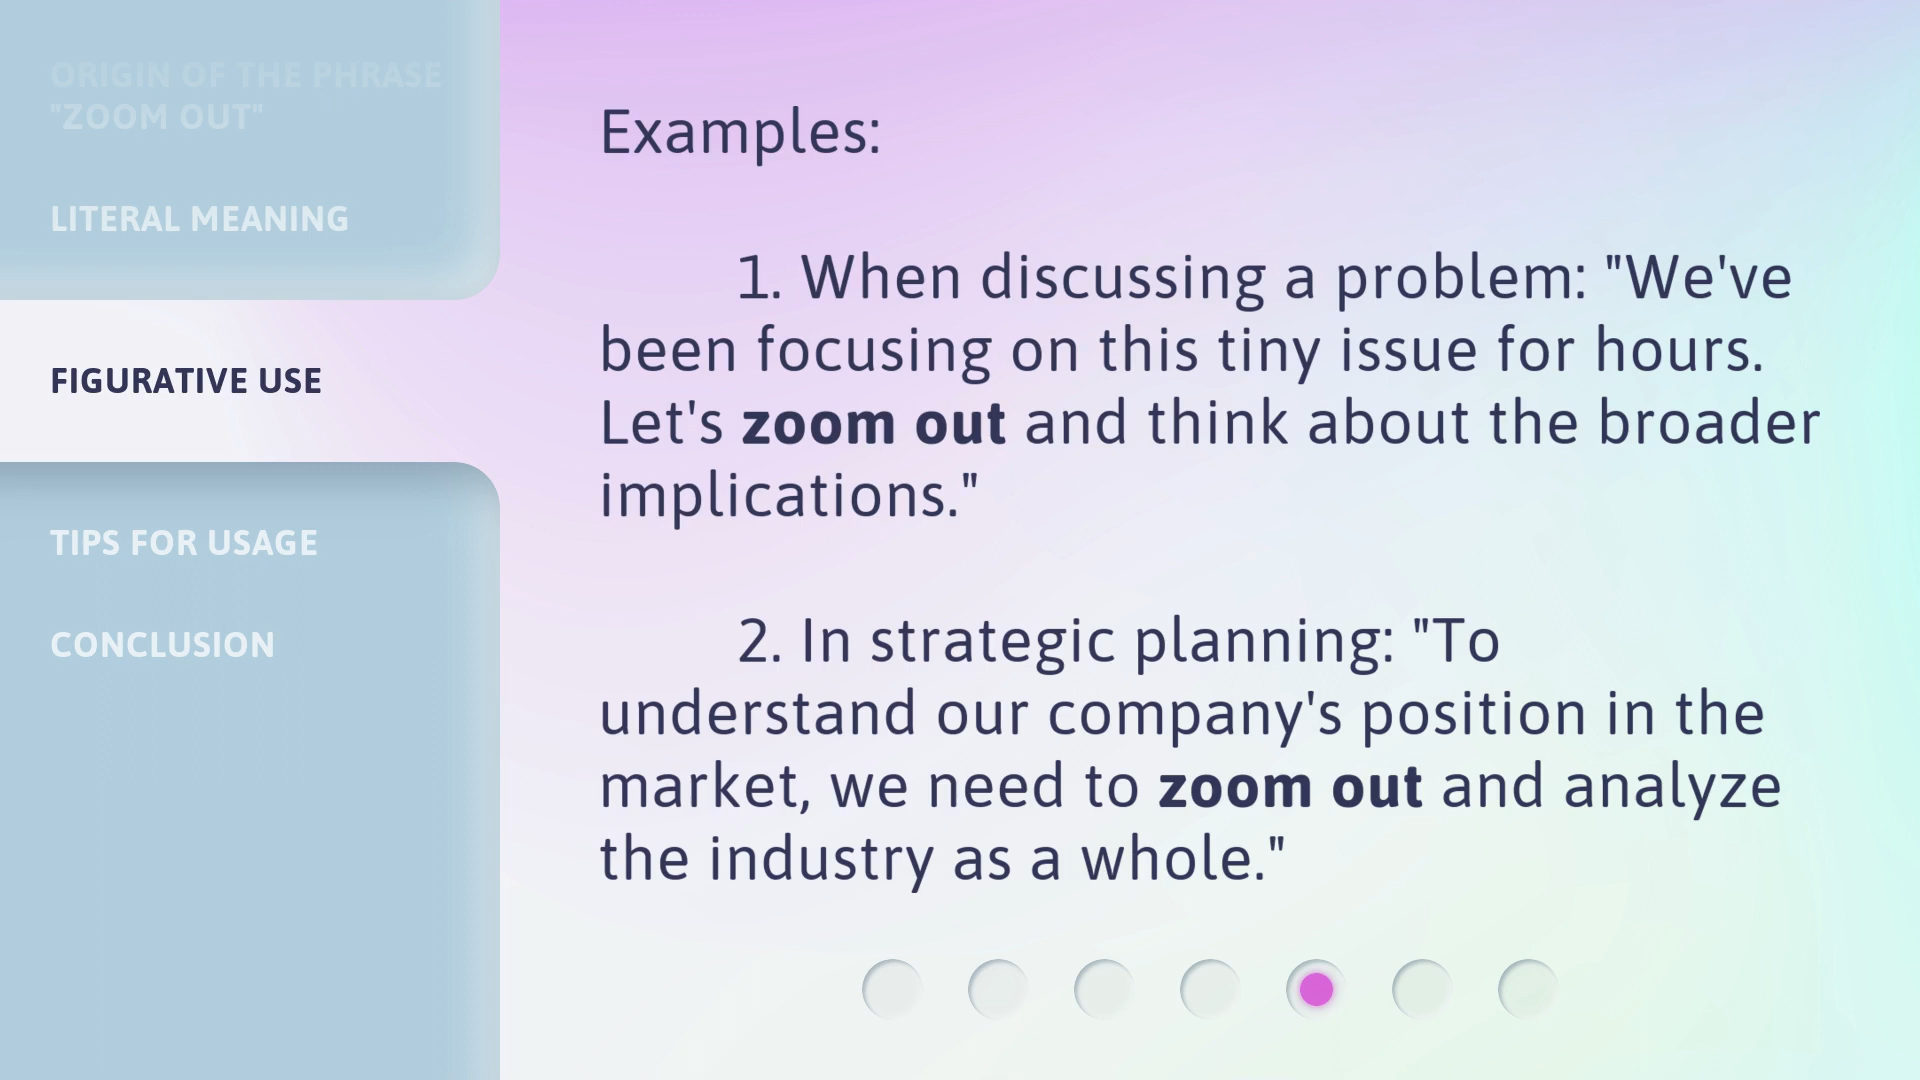 ORIGIN OF THE PHRASE
"ZOOM OUT"
LITERAL MEANING
FIGURATIVE USE
TIPS FOR USAGE
CONCLUSION
Examples:
1. When discussing a problem: "We've
been focusing on this tiny issue for hours.
Let's zoom out and think about the broader
implications."
2. In strategic planning: "To
understand our company's position in the
market, we need to zoom out and analyze
the industry as a whole."